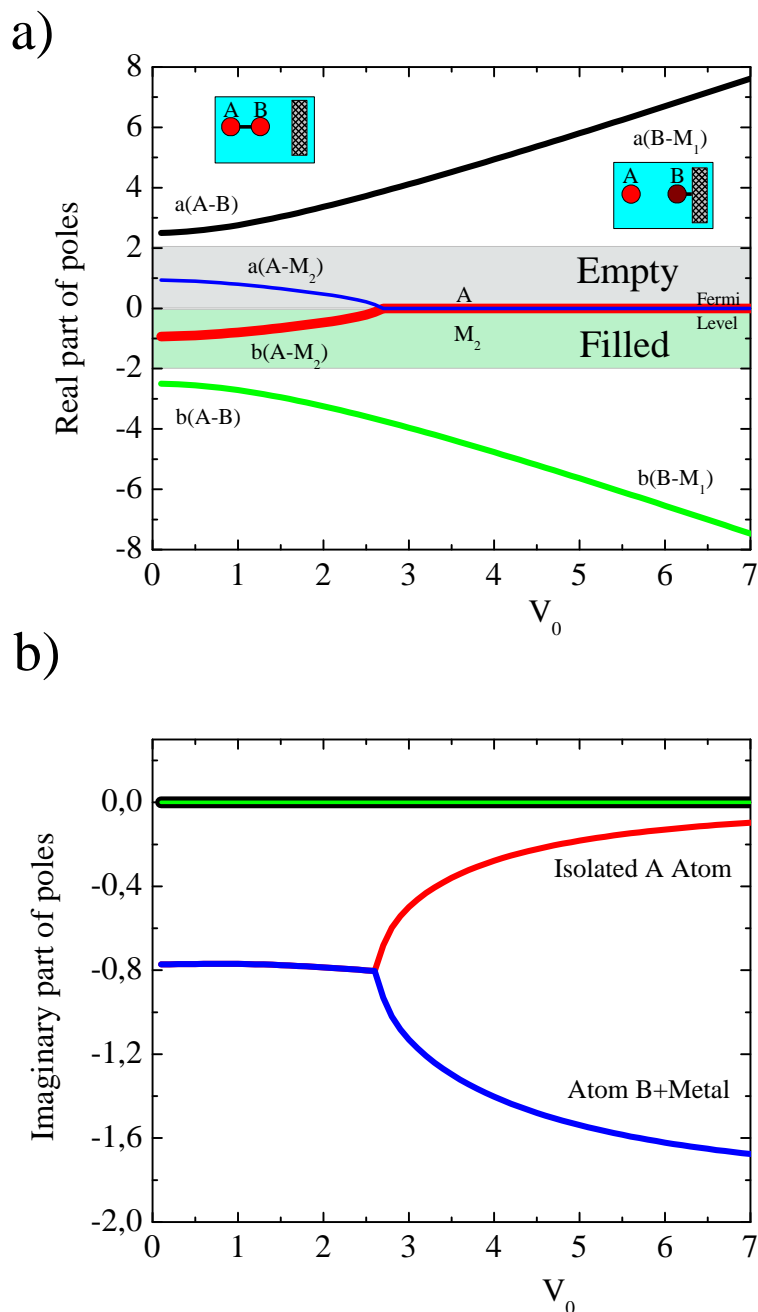 a)
8
6
4
2
0
-2
-4
-6
-8
Real part of poles
A B
a(B-M₁)
A B
a(A-B)
a(A-M₂)
Empty
A
Fermi
Level
M₂
Filled
b(A-M₂)
b(A-B)
b(B-M₁)
0 1 2 3 4 5 6 7
V₀
b)
0,0
-0,4
-0,8
-1,2
-1,6
-2,0
Imaginary part of poles
Isolated A Atom
Atom B+Metal
0 1 2 3 4 5 6 7
V₀